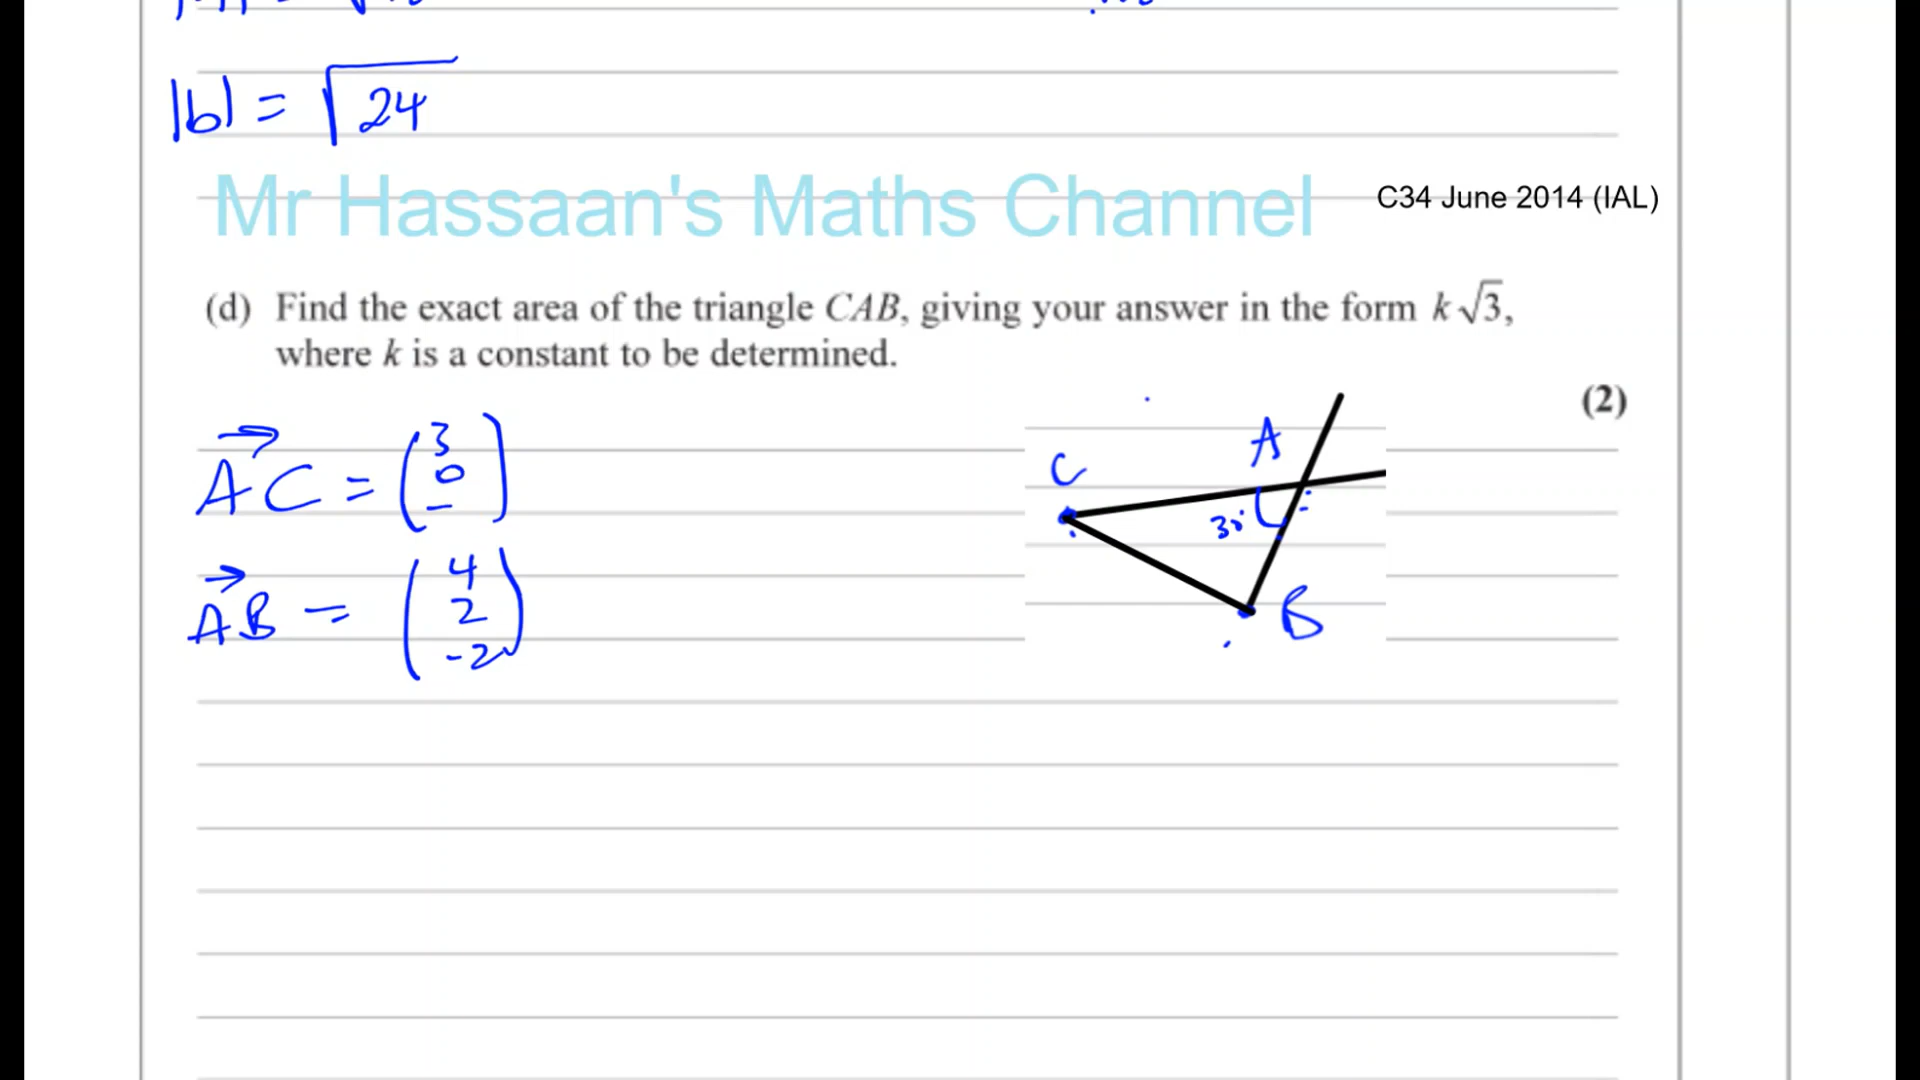 |b| = √24
Mr Hassaan's Maths Channel
C34 June 2014 (IAL)
(d) Find the exact area of the triangle CAB, giving your answer in the form k√3,
where k is a constant to be determined.
(2)
AC = (3
0
-)
AB = (4
2
-2)
C
A
30°
B